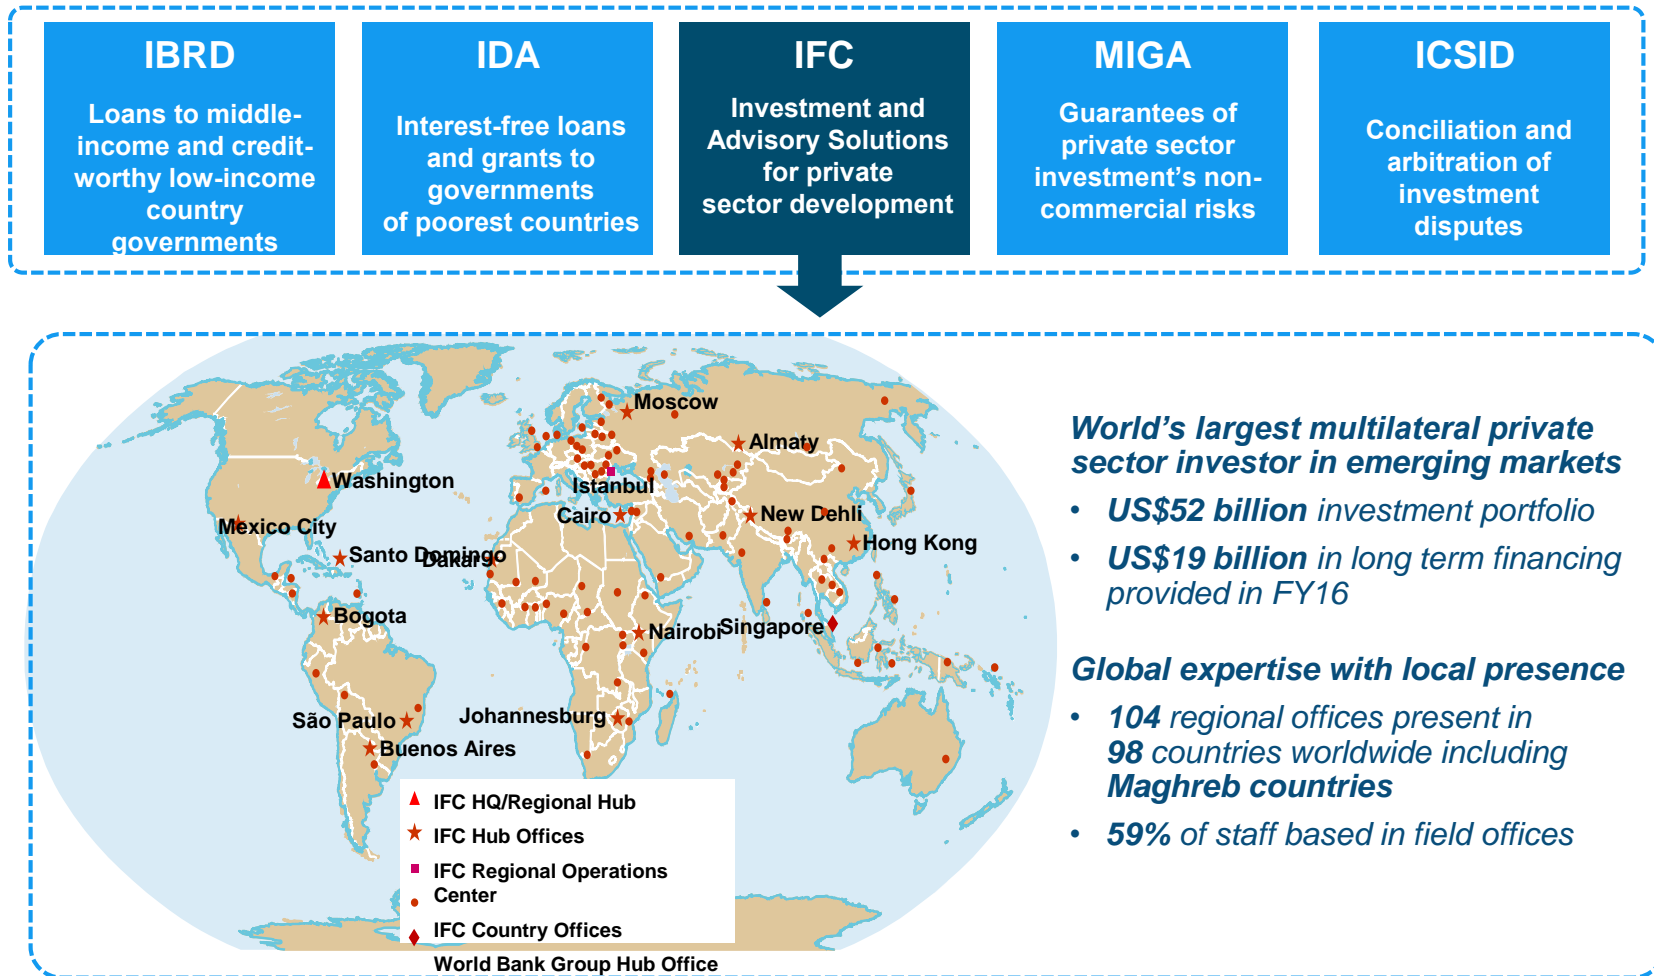 IBRD
Loans to middle-
income and credit-
worthy low-income
country
governments
IDA
Interest-free loans
and grants to
governments
of poorest countries
IFC
Investment and
Advisory Solutions
for private
sector development
MIGA
Guarantees of
private sector
investment's non-
commercial risks
ICSID
Conciliation and
arbitration of
investment
disputes
Moscow
Almaty
Washington
Istanbul
Cairo
New Dehli
Mexico City
Hong Kong
Santo Domingo
Dakar
Bogota
Nairobi
Singapore
São Paulo
Johannesburg
Buenos Aires
IFC HQ/Regional Hub
IFC Hub Offices
IFC Regional Operations
Center
IFC Country Offices
World Bank Group Hub Office
World's largest multilateral private
sector investor in emerging markets
• US$52 billion investment portfolio
• US$19 billion in long term financing
provided in FY16
Global expertise with local presence
• 104 regional offices present in
98 countries worldwide including
Maghreb countries
• 59% of staff based in field offices